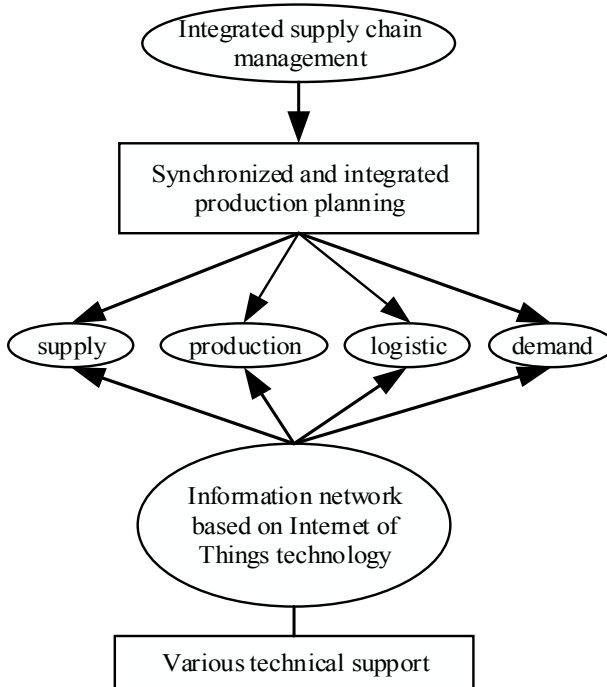 Integrated supply chain
management
Synchronized and integrated
production planning
supply
production
logistic
demand
Information network
based on Internet of
Things technology
Various technical support